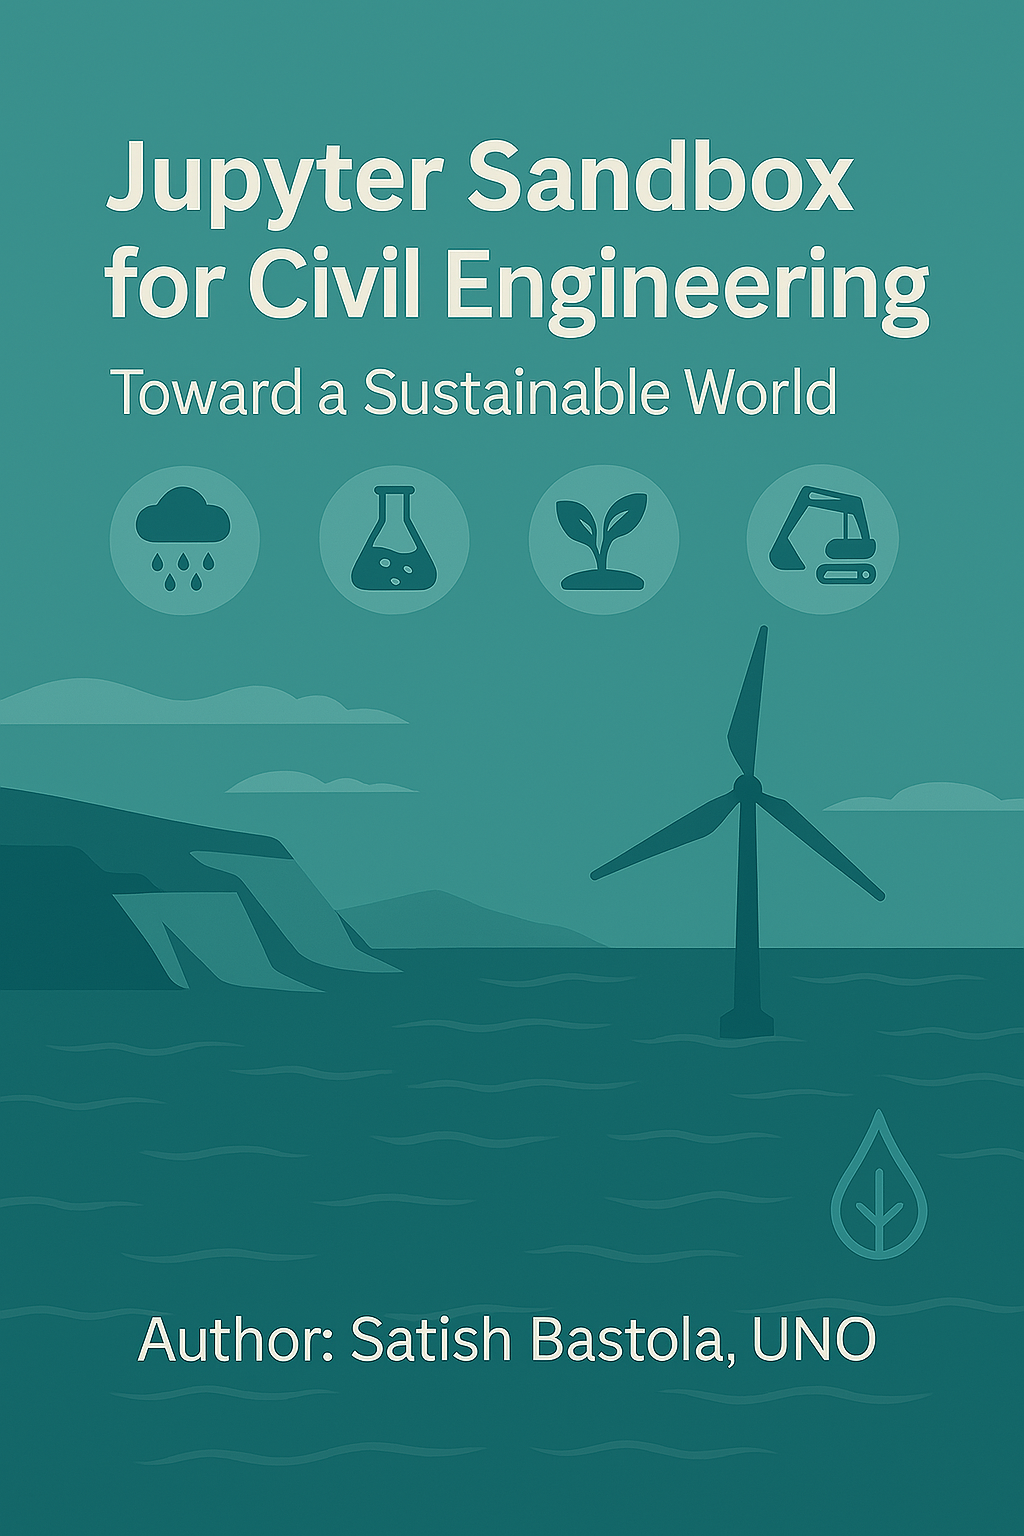 Jupyter Sandbox
for Civil Engineering
Toward a Sustainable World
Author: Satish Bastola, UNO